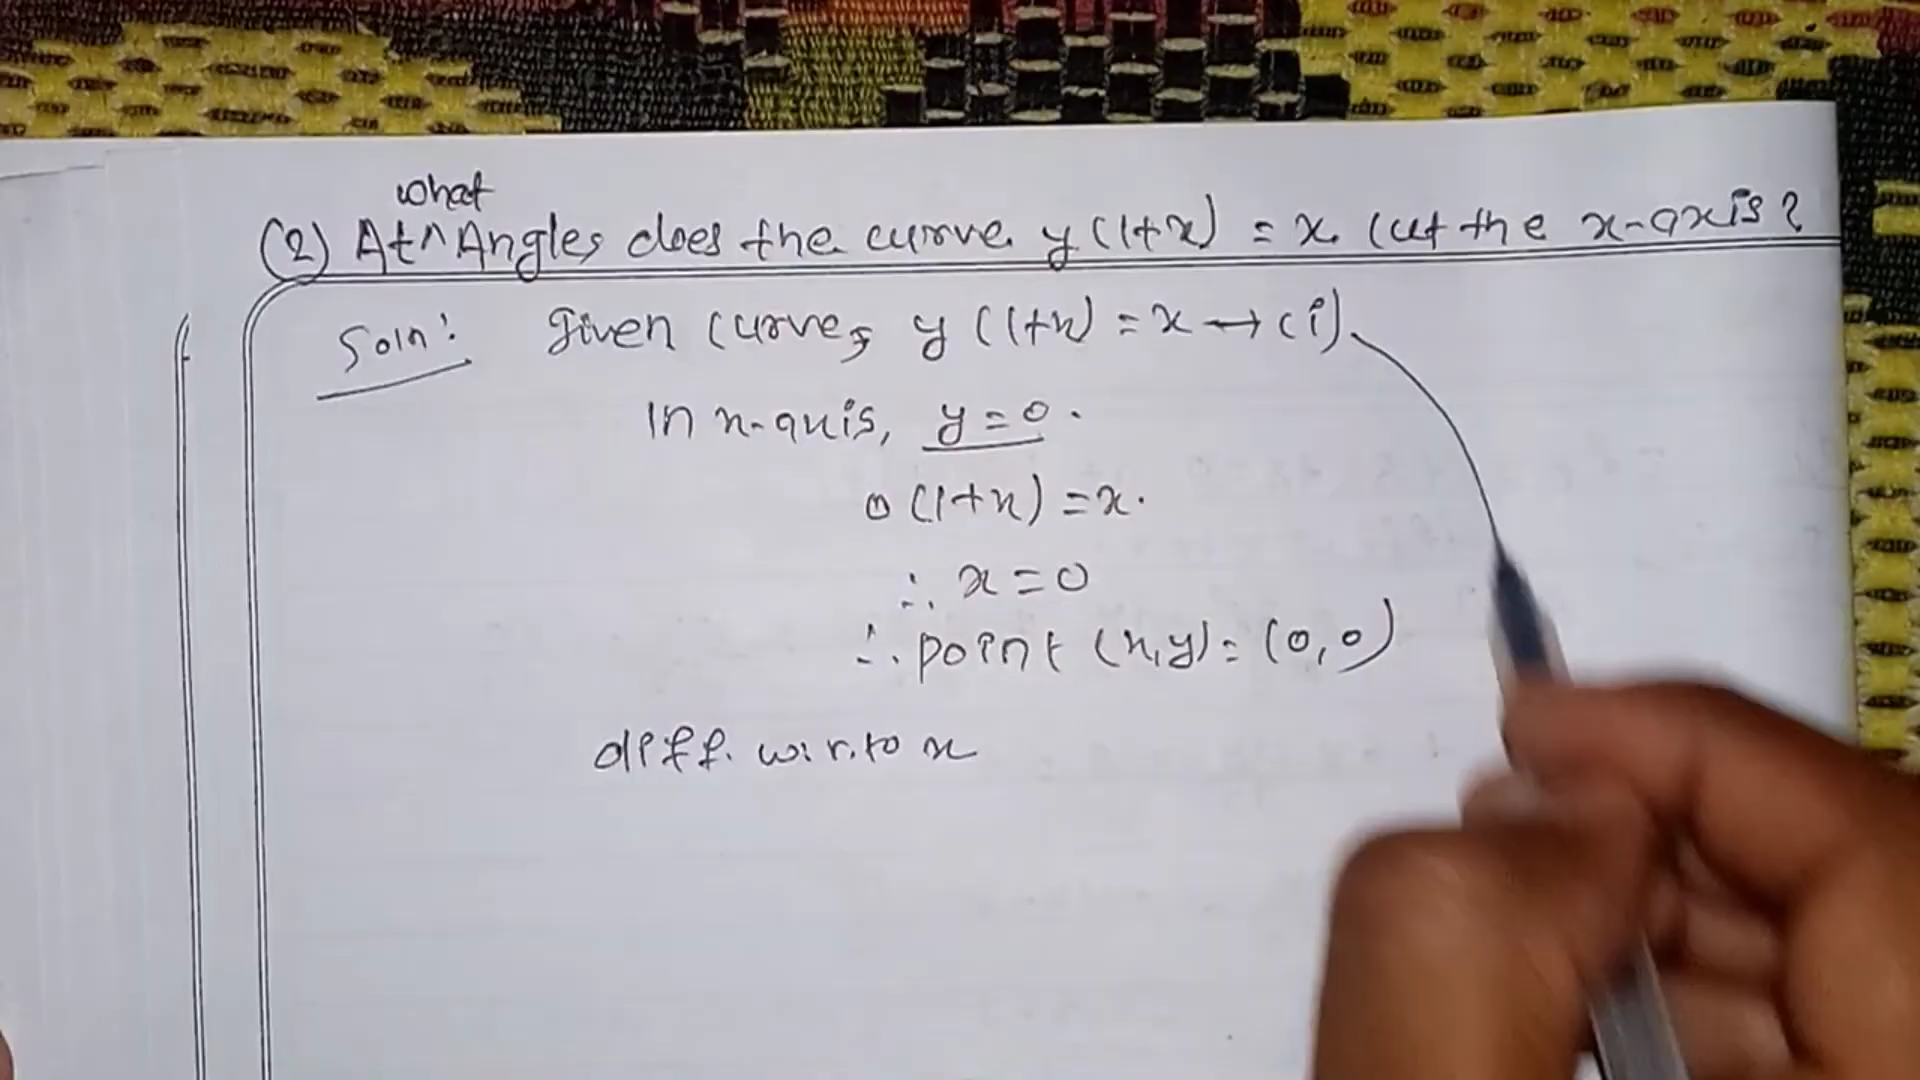 what
(2) At ^ Angles does the curve y(1+x) = x cut the x-axis?
Soln: Given curve, y(1+x) = x → (i)
In x-axis, y=0.
0(1+x) = x.
∴ x=0
∴ point (x,y) = (0,0)
diff. w.r.to x